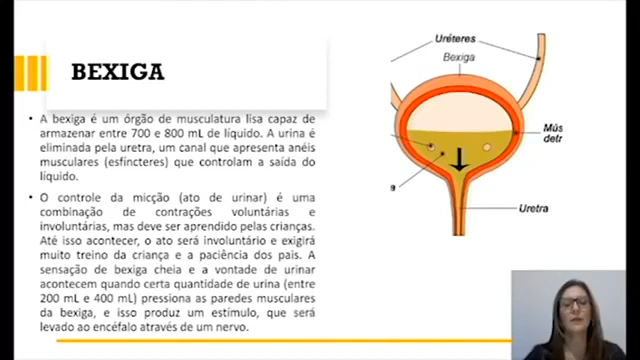 BEXIGA
• A bexiga é um órgão de musculatura lisa capaz de
armazenar entre 700 e 800 mL de líquido. A urina é
eliminada pela uretra, um canal que apresenta anéis
musculares (esfíncteres) que controlam a saída do
líquido.
• O controle da micção (ato de urinar) é uma
combinação de contrações voluntárias e
involuntárias, mas deve ser aprendido pelas crianças.
Até isso acontecer, o ato será involuntário e exigirá
muito treino da criança e a paciência dos pais. A
sensação de bexiga cheia e a vontade de urinar
acontecem quando certa quantidade de urina (entre
200 mL e 400 mL) pressiona as paredes musculares
da bexiga, e isso produz um estímulo, que será
levado ao encéfalo através de um nervo.
Uréteres
Bexiga
Mús
detr
a
Uretra